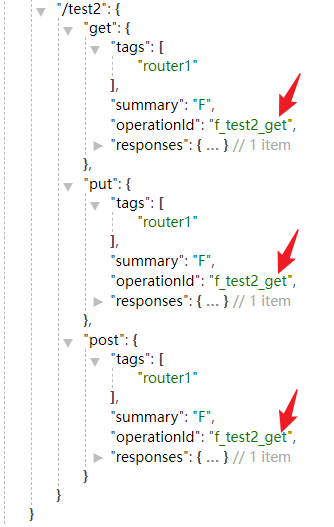 "/test2": {
"get": {
"tags": [
"router1"
],
"summary": "F",
"operationId": "f_test2_get",
"responses": { ... } // 1 item
},
"put": {
"tags": [
"router1"
],
"summary": "F",
"operationId": "f_test2_get",
"responses": { ... } // 1 item
},
"post": {
"tags": [
"router1"
],
"summary": "F",
"operationId": "f_test2_get",
"responses": { ... } // 1 item
}
}
}